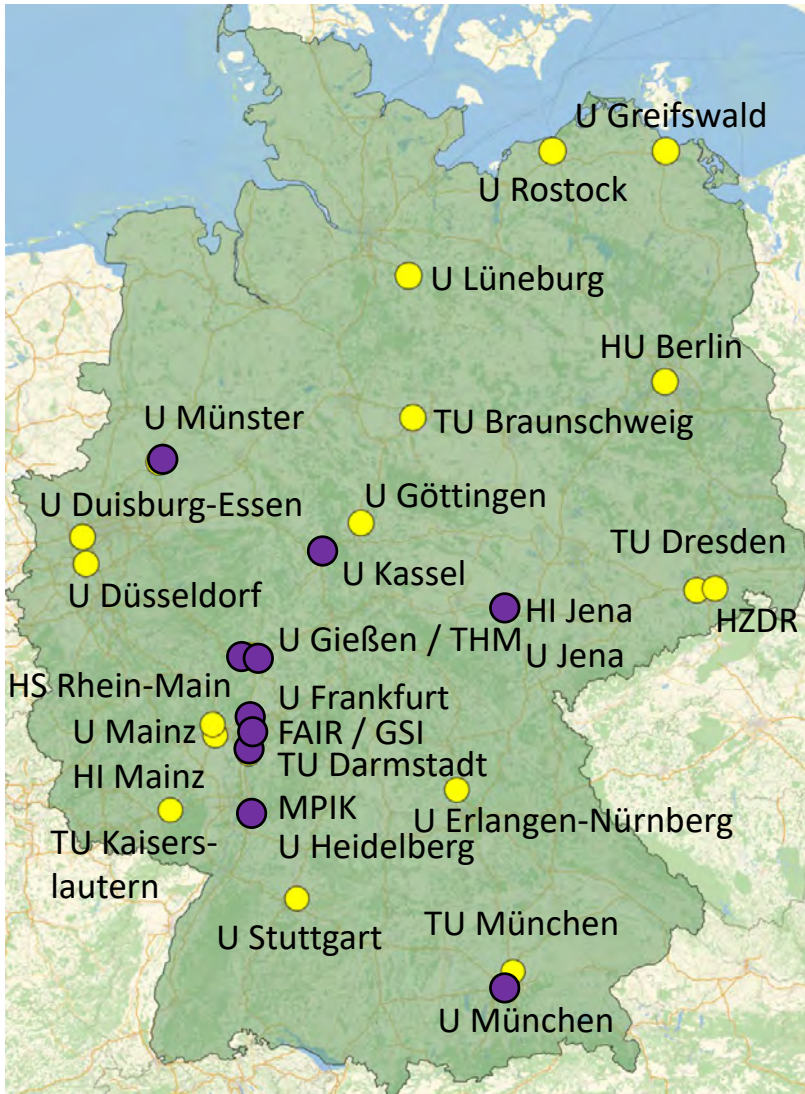 U Greifswald
U Rostock
U Lüneburg
HU Berlin
U Münster
TU Braunschweig
U Duisburg-Essen
U Göttingen
TU Dresden
U Kassel
U Düsseldorf
HI Jena
HZDR
U Gießen / THM
U Jena
HS Rhein-Main
U Frankfurt
U Mainz
FAIR / GSI
HI Mainz
TU Darmstadt
MPIK
U Erlangen-Nürnberg
TU Kaisers-
lautern
U Heidelberg
U Stuttgart
TU München
U München